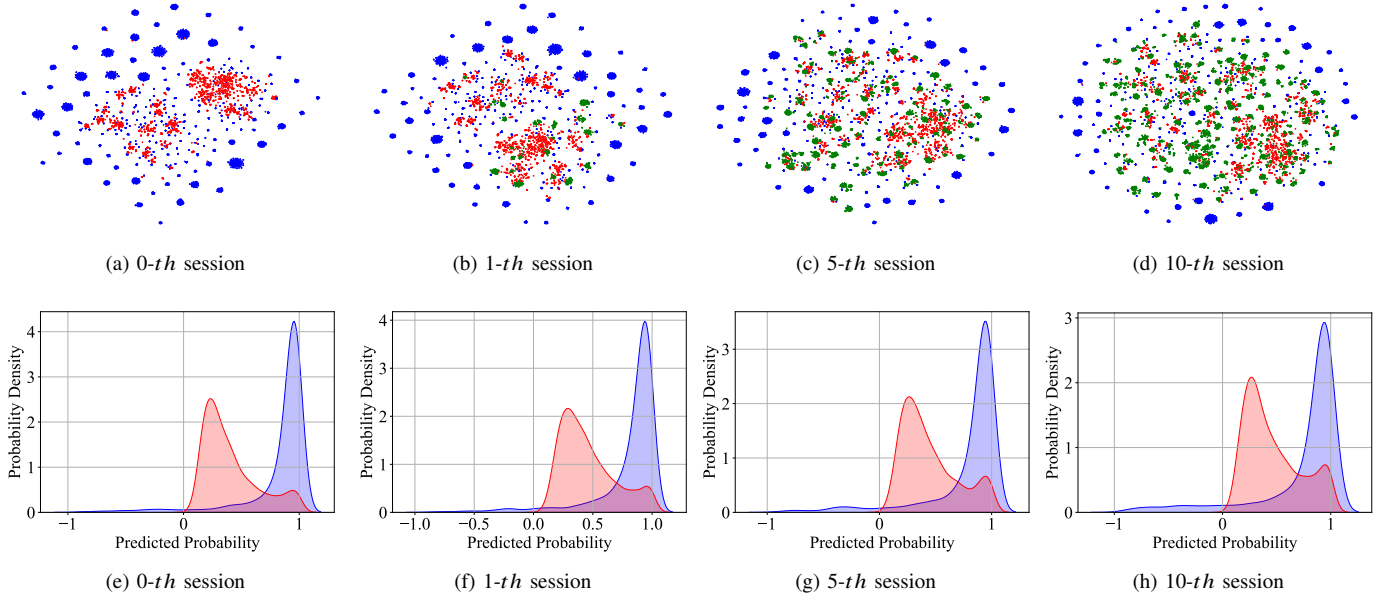 (a) 0-th session
(b) 1-th session
(c) 5-th session
(d) 10-th session
Probability Density
4
3
2
1
0
−1
0
1
Predicted Probability
(e) 0-th session
Probability Density
4
3
2
1
0
−1.0
−0.5
0.0
0.5
1.0
Predicted Probability
(f) 1-th session
Probability Density
3
2
1
0
−1
0
1
Predicted Probability
(g) 5-th session
Probability Density
3
2
1
0
−1
0
1
Predicted Probability
(h) 10-th session